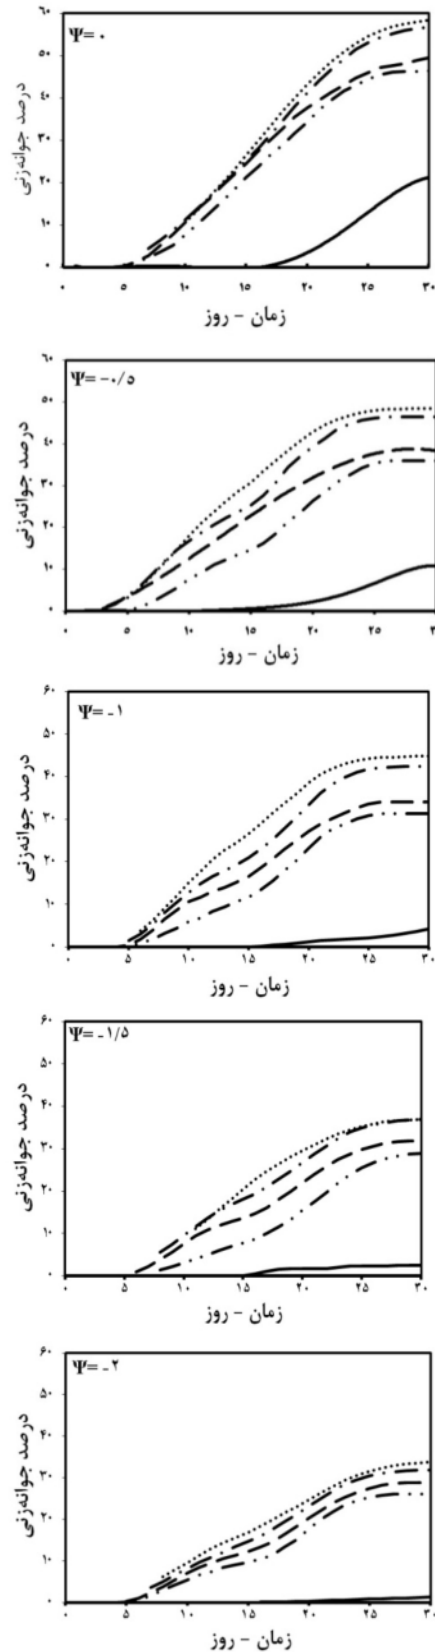 Ψ= ۰
درصد جوانه‌زنی
۶۰
۵۰
۴۰
۳۰
۲۰
۱۰
۰
۰ ۵ ۱۰ ۱۵ ۲۰ ۲۵ ۳۰
زمان - روز
Ψ= -۰/۵
درصد جوانه‌زنی
۶۰
۵۰
۴۰
۳۰
۲۰
۱۰
۰
۰ ۵ ۱۰ ۱۵ ۲۰ ۲۵ ۳۰
زمان - روز
Ψ= -۱
درصد جوانه‌زنی
۶۰
۵۰
۴۰
۳۰
۲۰
۱۰
۰
۰ ۵ ۱۰ ۱۵ ۲۰ ۲۵ ۳۰
زمان - روز
Ψ= -۱/۵
درصد جوانه‌زنی
۶۰
۵۰
۴۰
۳۰
۲۰
۱۰
۰
۰ ۵ ۱۰ ۱۵ ۲۰ ۲۵ ۳۰
زمان - روز
Ψ= -۲
درصد جوانه‌زنی
۶۰
۵۰
۴۰
۳۰
۲۰
۱۰
۰
۰ ۵ ۱۰ ۱۵ ۲۰ ۲۵ ۳۰
زمان - روز